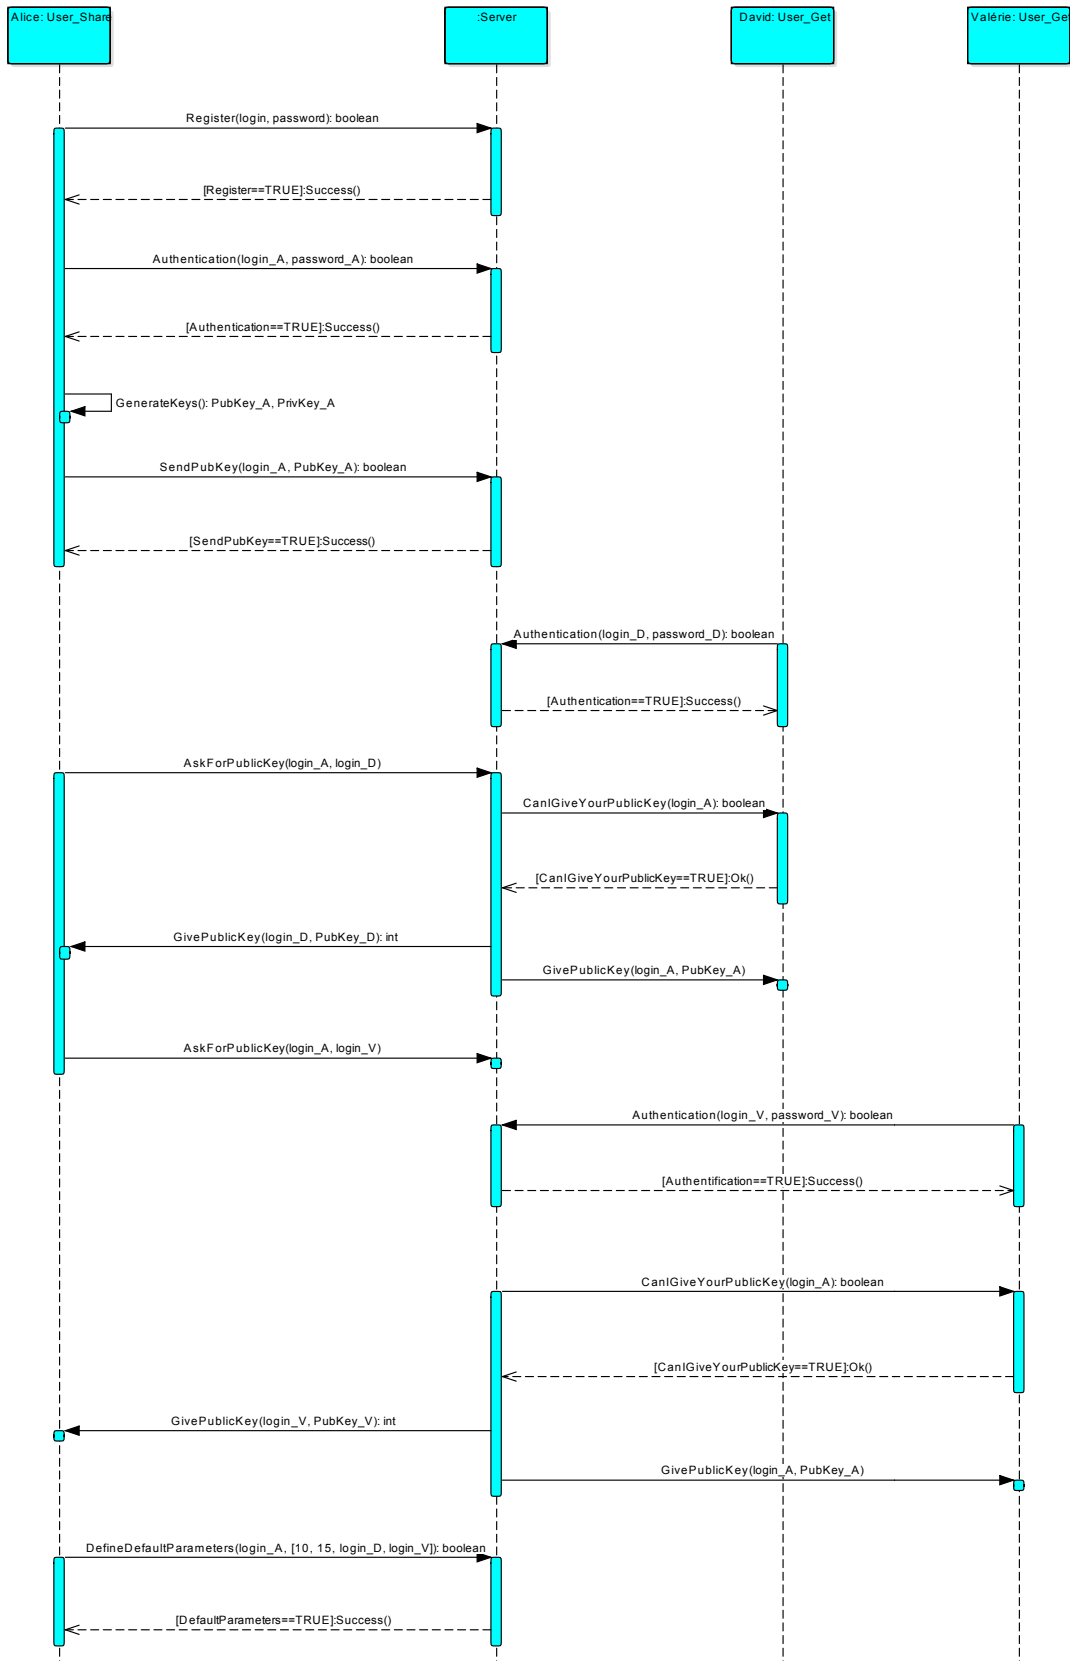 Alice: User_Share
:Server
David: User_Get
Valérie: User_Get
Register(login, password): boolean
[Register==TRUE]:Success()
Authentication(login_A, password_A): boolean
[Authentication==TRUE]:Success()
GenerateKeys(): PubKey_A, PrivKey_A
SendPubKey(login_A, PubKey_A): boolean
[SendPubKey==TRUE]:Success()
Authentication(login_D, password_D): boolean
[Authentication==TRUE]:Success()
AskForPublicKey(login_A, login_D)
CanIGiveYourPublicKey(login_A): boolean
[CanIGiveYourPublicKey==TRUE]:Ok()
GivePublicKey(login_D, PubKey_D): int
GivePublicKey(login_A, PubKey_A)
AskForPublicKey(login_A, login_V)
Authentication(login_V, password_V): boolean
[Authentification==TRUE]:Success()
CanIGiveYourPublicKey(login_A): boolean
[CanIGiveYourPublicKey==TRUE]:Ok()
GivePublicKey(login_V, PubKey_V): int
GivePublicKey(login_A, PubKey_A)
DefineDefaultParameters(login_A, [10, 15, login_D, login_V]): boolean
[DefaultParameters==TRUE]:Success()